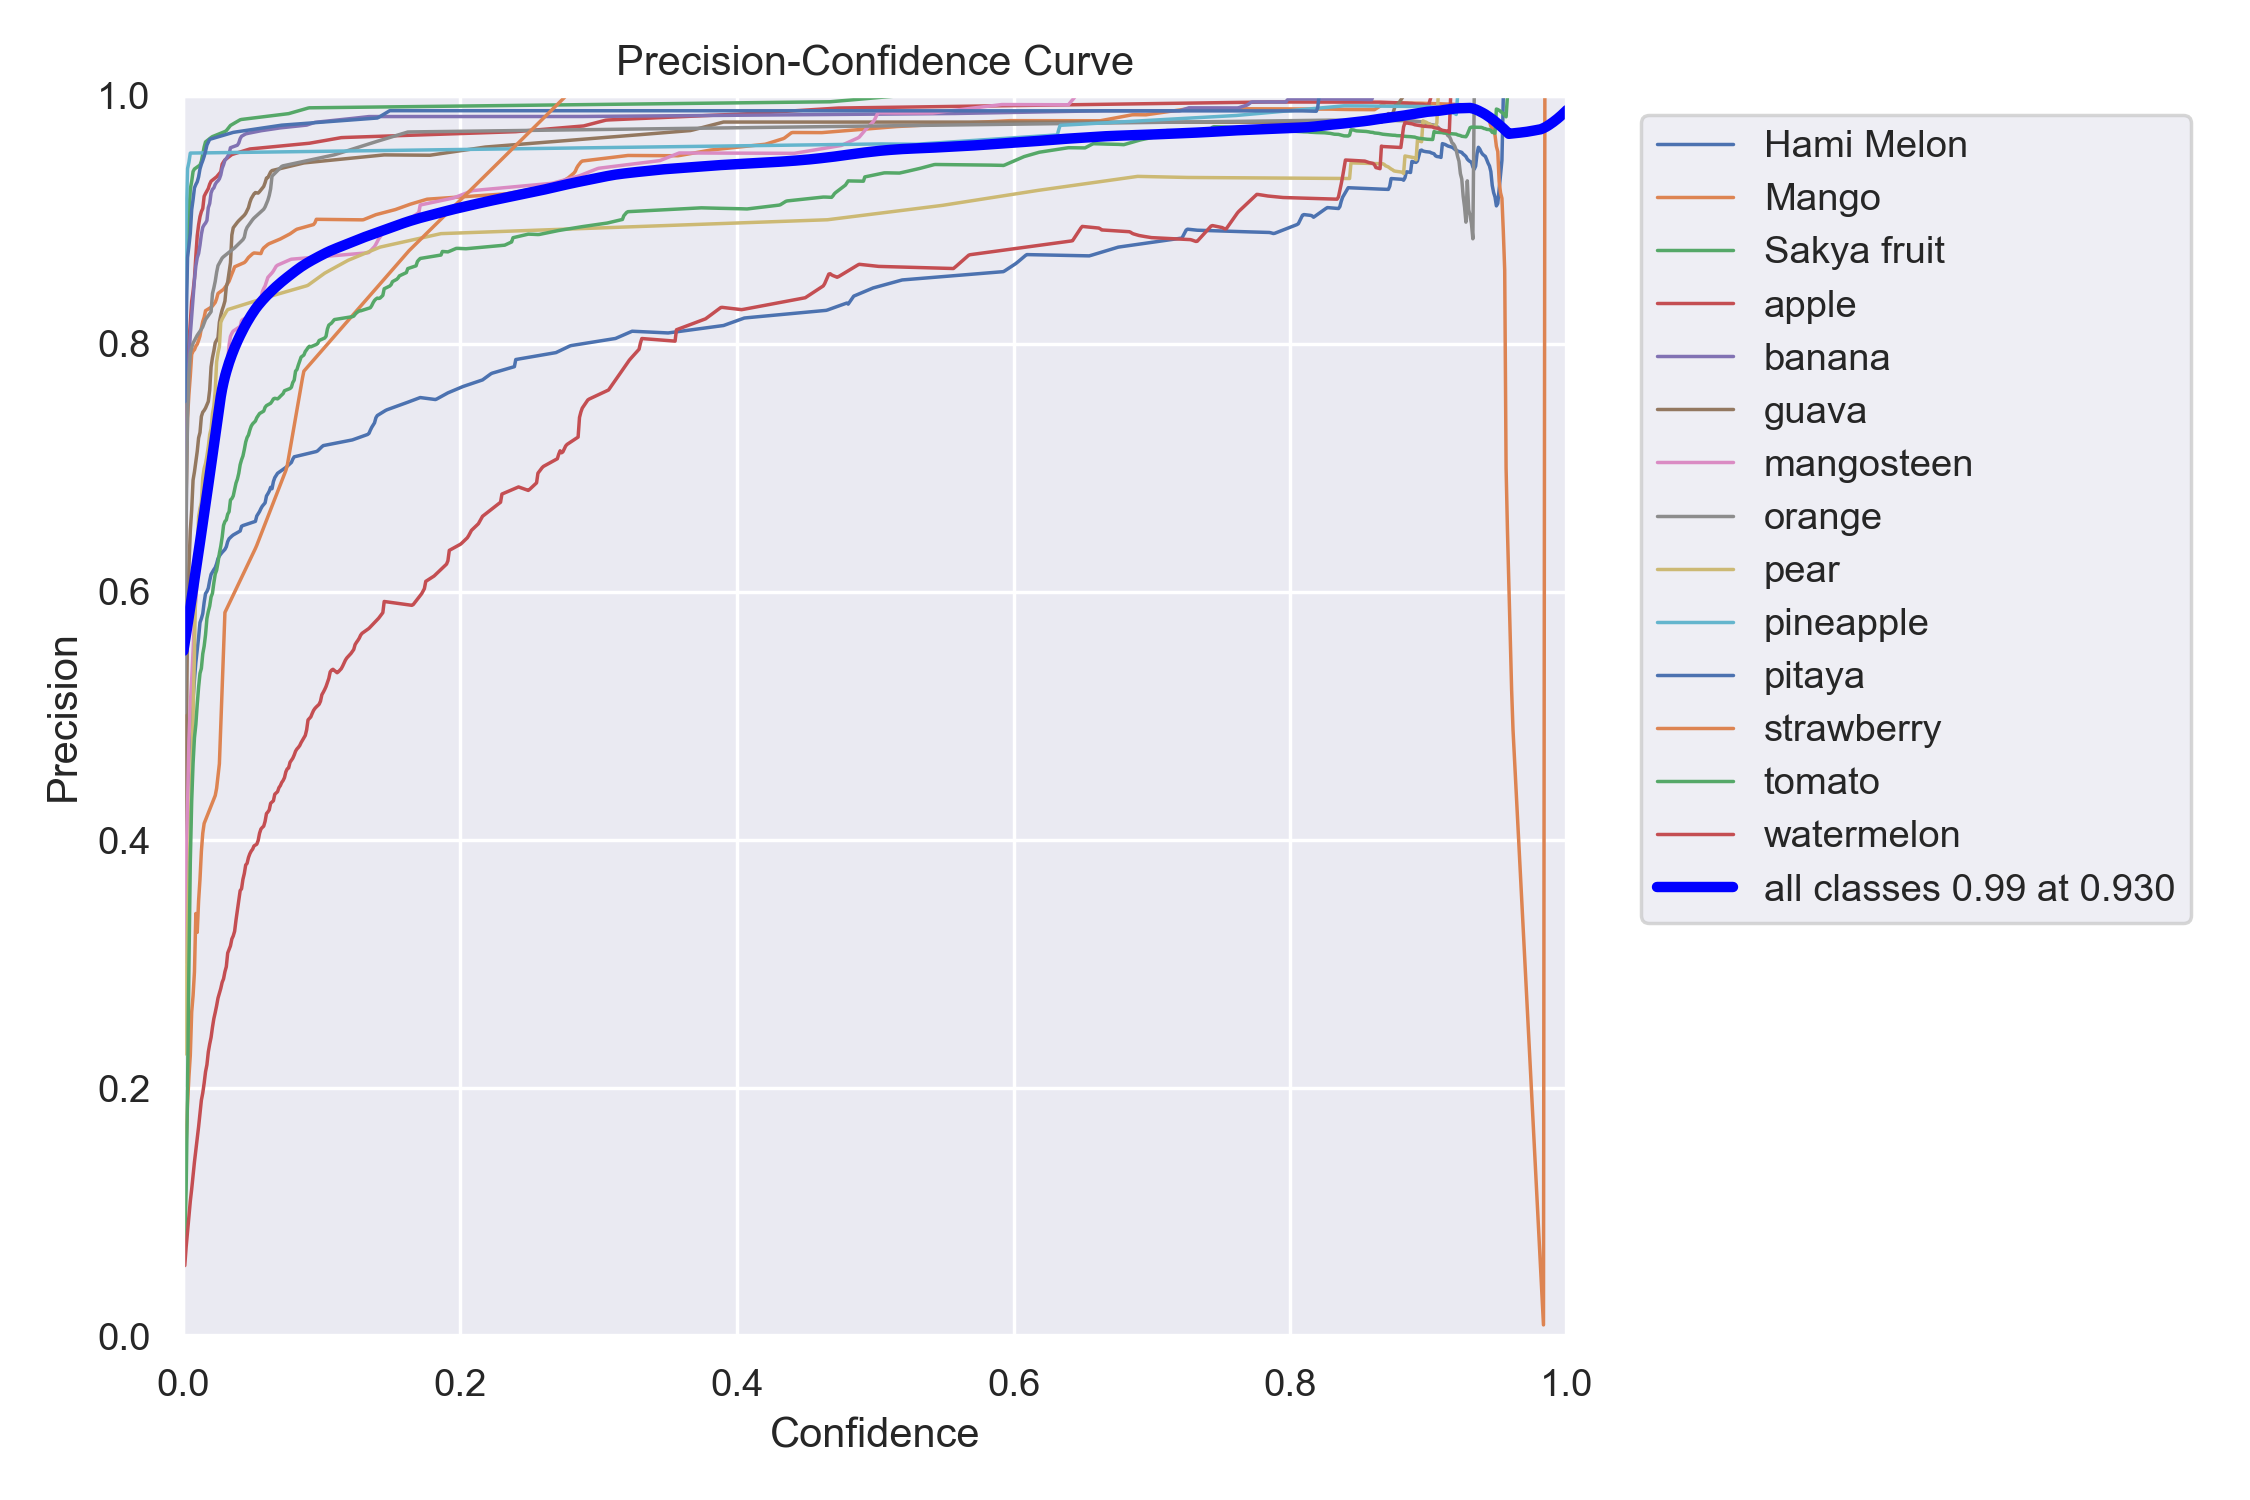 Precision-Confidence Curve
1.0
0.8
0.6
0.4
0.2
0.0
Precision
0.0 0.2 0.4 0.6 0.8 1.0
Confidence
Hami Melon
Mango
Sakya fruit
apple
banana
guava
mangosteen
orange
pear
pineapple
pitaya
strawberry
tomato
watermelon
all classes 0.99 at 0.930